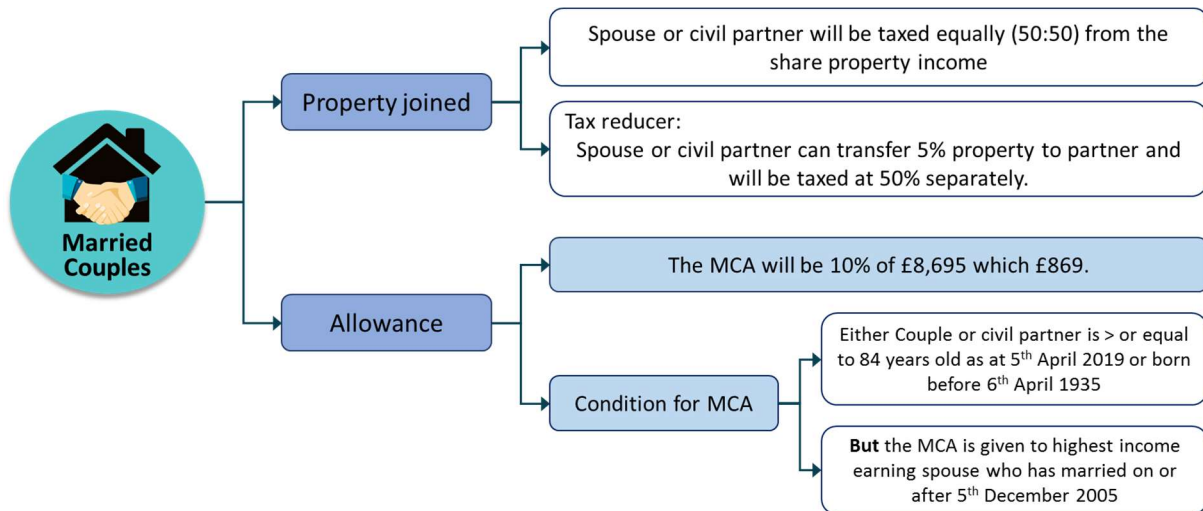 Married
Couples
Property joined
Spouse or civil partner will be taxed equally (50:50) from the
share property income
Tax reducer:
Spouse or civil partner can transfer 5% property to partner and
will be taxed at 50% separately.
Allowance
The MCA will be 10% of £8,695 which £869.
Condition for MCA
Either Couple or civil partner is > or equal
to 84 years old as at 5th April 2019 or born
before 6th April 1935
But the MCA is given to highest income
earning spouse who has married on or
after 5th December 2005